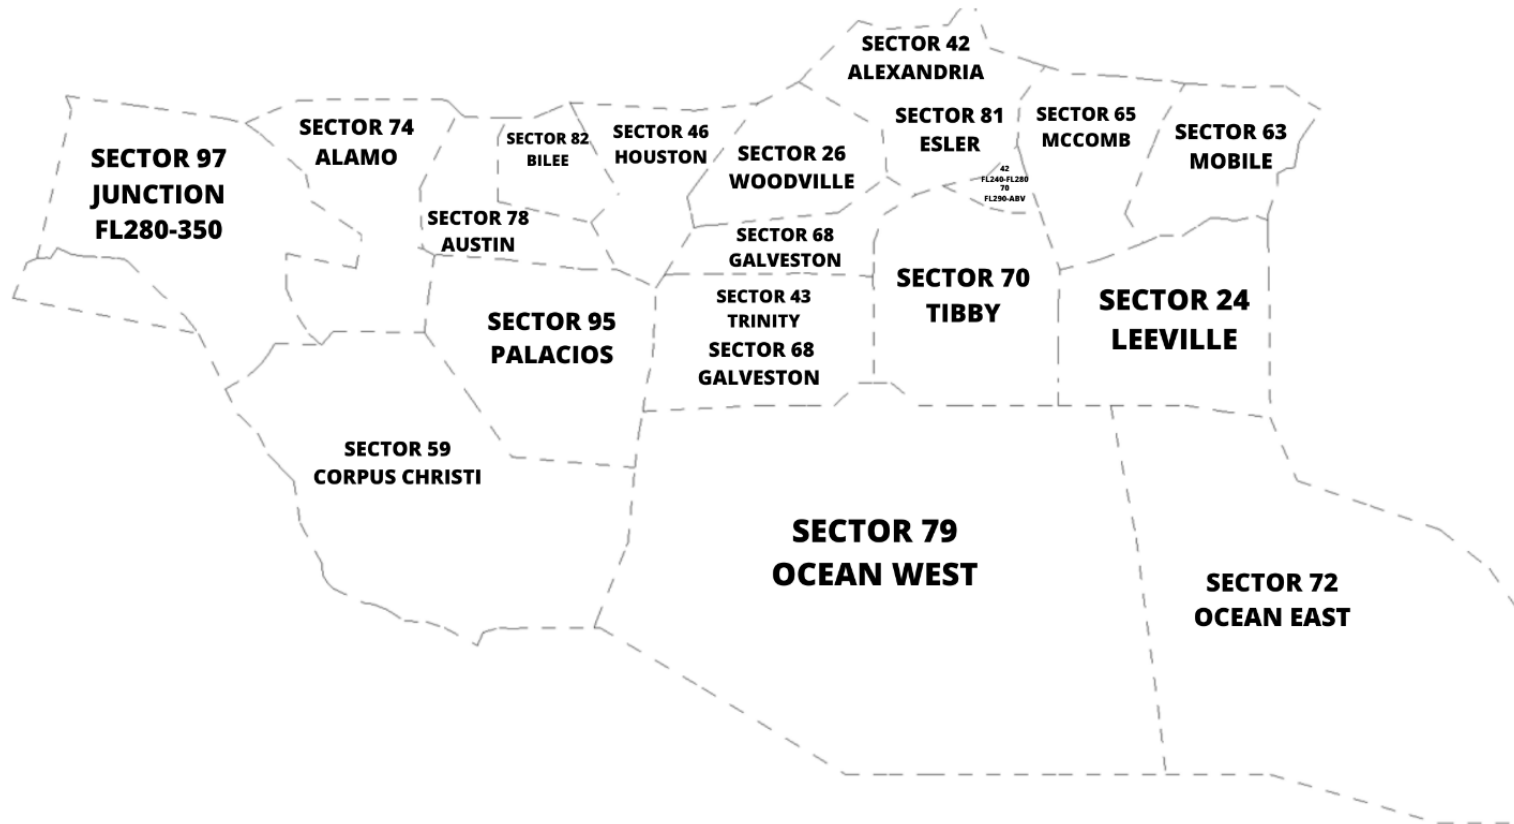 SECTOR 42
ALEXANDRIA
SECTOR 97
JUNCTION
FL280-350
SECTOR 74
ALAMO
SECTOR 82
BILEE
SECTOR 46
HOUSTON
SECTOR 26
WOODVILLE
SECTOR 81
ESLER
SECTOR 65
MCCOMB
SECTOR 63
MOBILE
42
FL240-FL280
70
FL290-ABV
SECTOR 78
AUSTIN
SECTOR 68
GALVESTON
SECTOR 95
PALACIOS
SECTOR 43
TRINITY
SECTOR 68
GALVESTON
SECTOR 70
TIBBY
SECTOR 24
LEEVILLE
SECTOR 59
CORPUS CHRISTI
SECTOR 79
OCEAN WEST
SECTOR 72
OCEAN EAST